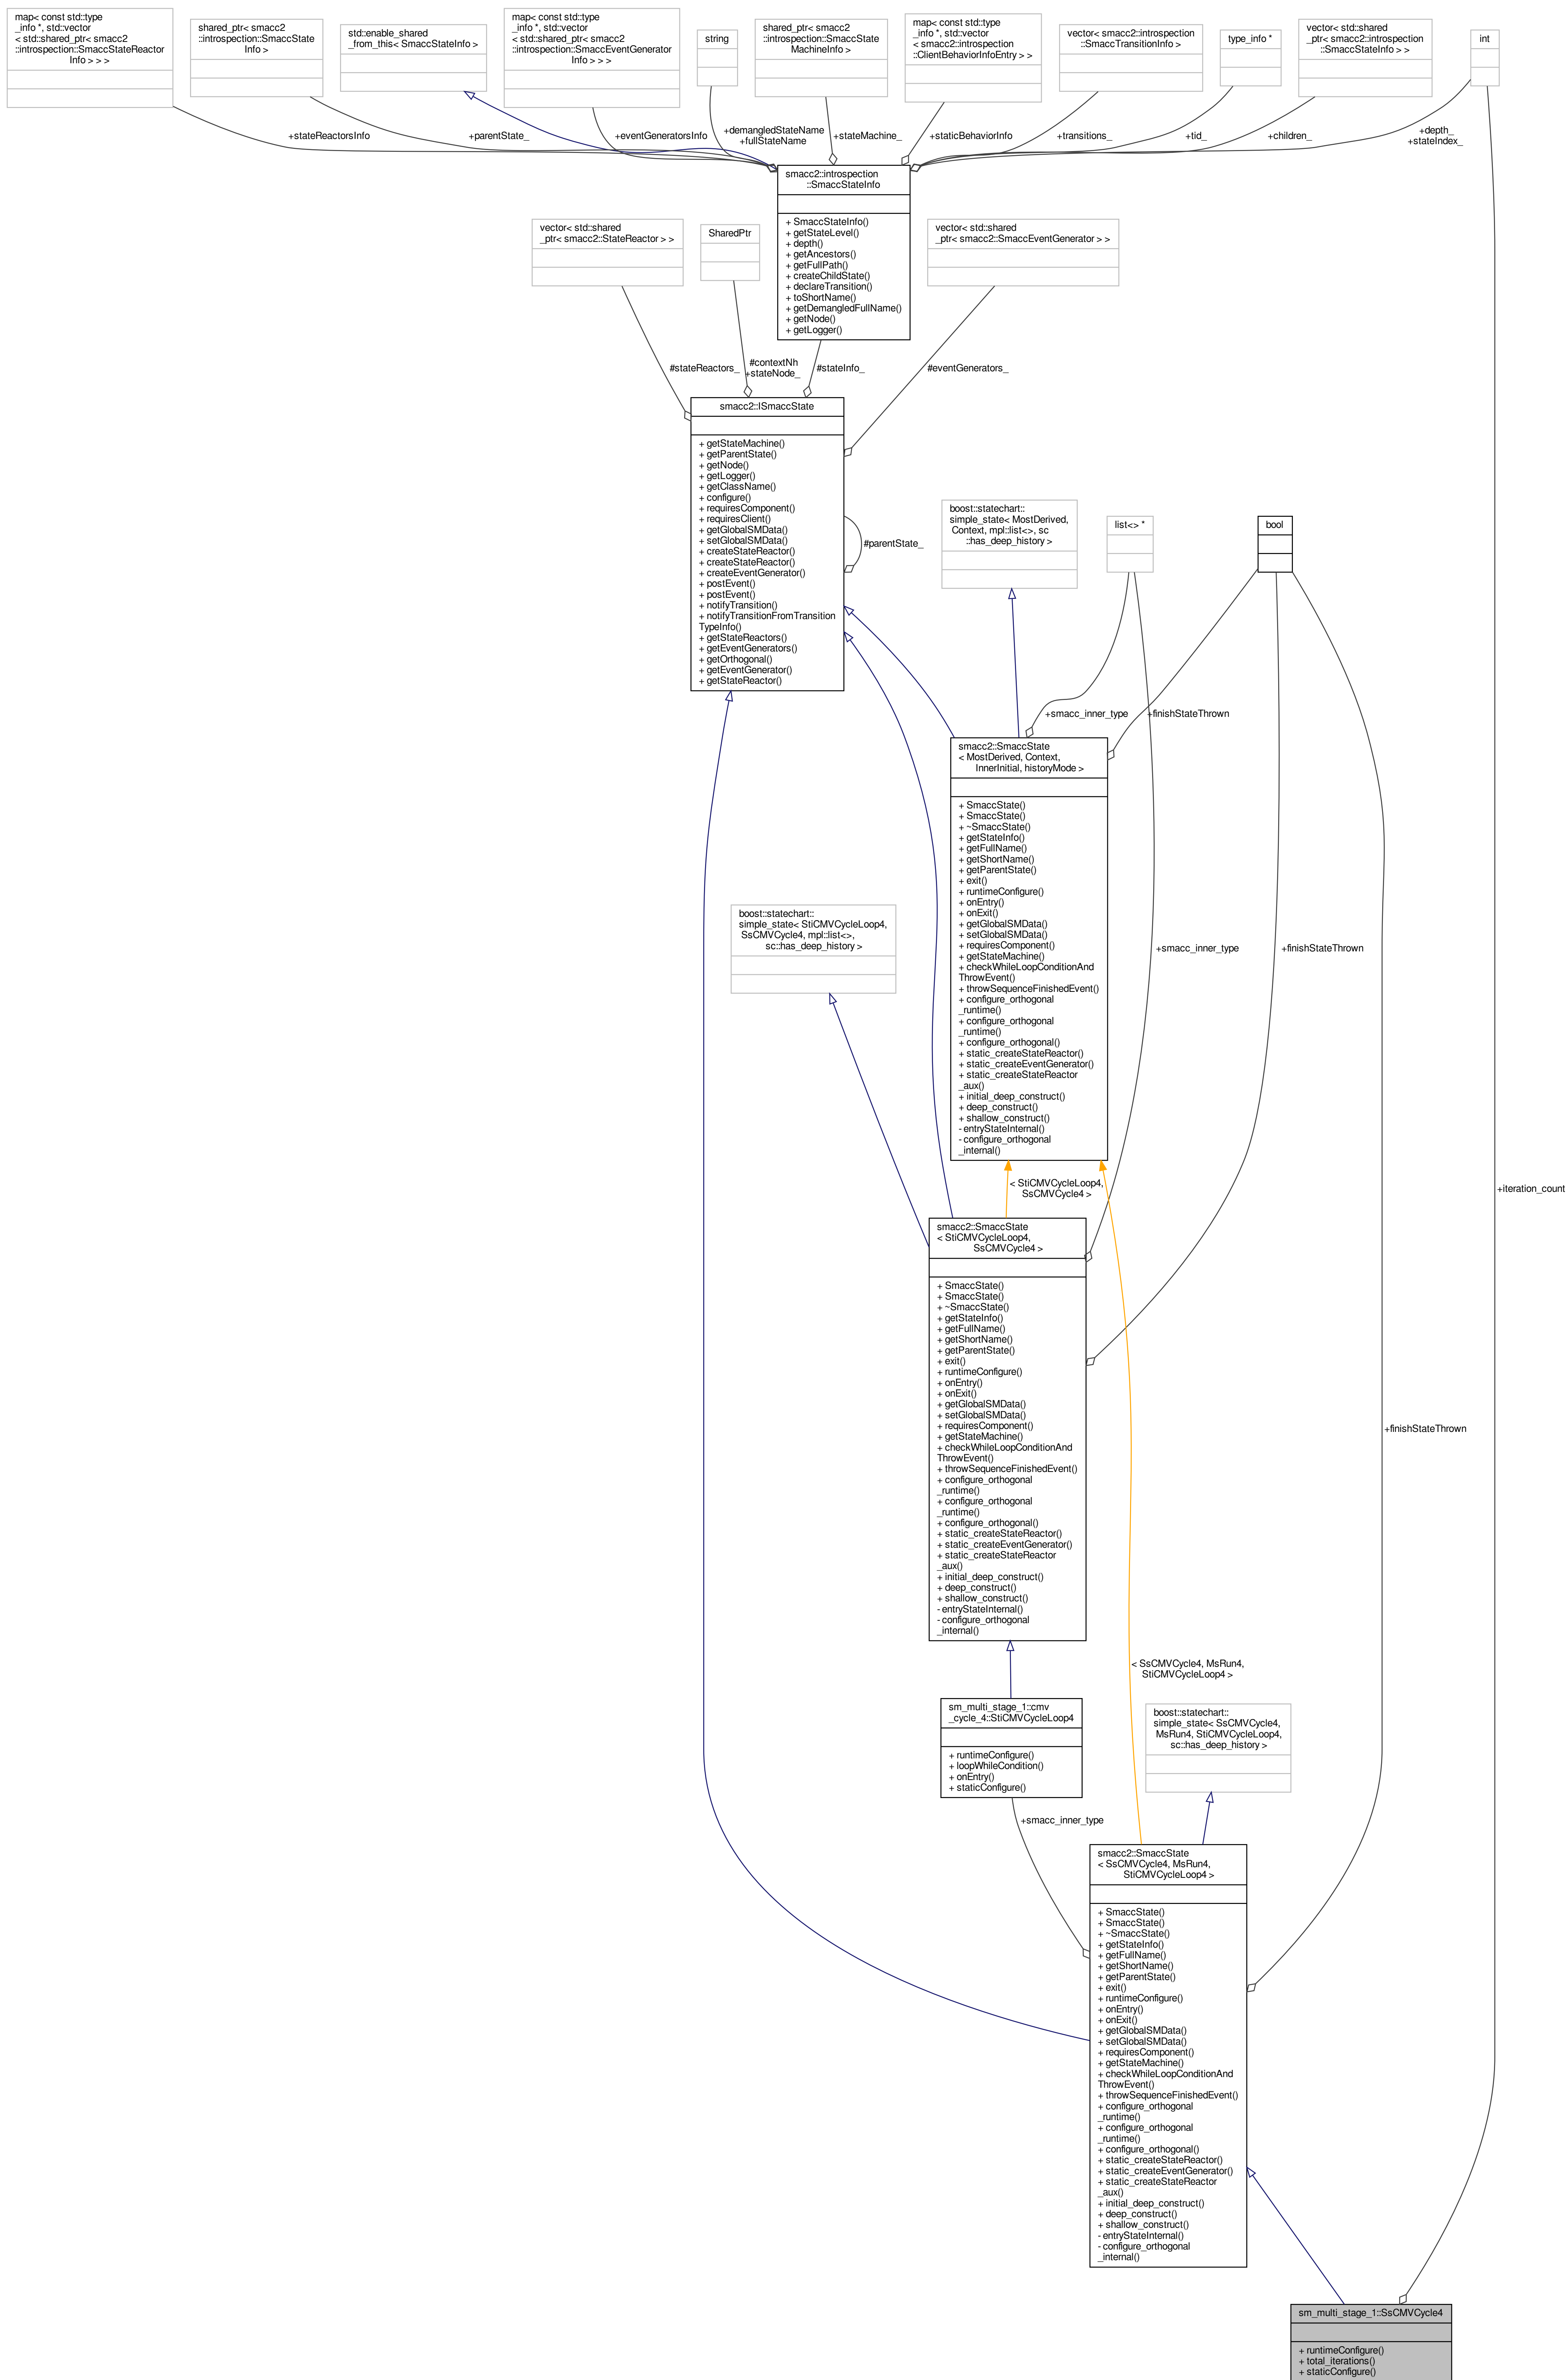 map< const std::type
_info *, std::vector
< std::shared_ptr< smacc2
::introspection::SmaccStateReactor
Info > > >
shared_ptr< smacc2
::introspection::SmaccState
Info >
std::enable_shared
_from_this< SmaccStateInfo >
map< const std::type
_info *, std::vector
< std::shared_ptr< smacc2
::introspection::SmaccEventGenerator
Info > > >
string
shared_ptr< smacc2
::introspection::SmaccState
MachineInfo >
map< const std::type
_info *, std::vector
< smacc2::introspection
::ClientBehaviorInfoEntry > >
vector< smacc2::introspection
::SmaccTransitionInfo >
type_info *
vector< std::shared
_ptr< smacc2::introspection
::SmaccStateInfo > >
int
+stateReactorsInfo
+parentState_
+eventGeneratorsInfo
+demangledStateName
+fullStateName
+stateMachine_
+staticBehaviorInfo
+transitions_
+tid_
+children_
+depth_
+stateIndex_
smacc2::introspection
::SmaccStateInfo
+ SmaccStateInfo()
+ getStateLevel()
+ depth()
+ getAncestors()
+ getFullPath()
+ createChildState()
+ declareTransition()
+ toShortName()
+ getDemangledFullName()
+ getNode()
+ getLogger()
vector< std::shared
_ptr< smacc2::StateReactor > >
SharedPtr
vector< std::shared
_ptr< smacc2::SmaccEventGenerator > >
#stateReactors_
#contextNh
+stateNode_
#stateInfo_
#eventGenerators_
smacc2::ISmaccState
+ getStateMachine()
+ getParentState()
+ getNode()
+ getLogger()
+ getClassName()
+ configure()
+ requiresComponent()
+ requiresClient()
+ getGlobalSMData()
+ setGlobalSMData()
+ createStateReactor()
+ createStateReactor()
+ createEventGenerator()
+ postEvent()
+ postEvent()
+ notifyTransition()
+ notifyTransitionFromTransition
TypeInfo()
+ getStateReactors()
+ getEventGenerators()
+ getOrthogonal()
+ getEventGenerator()
+ getStateReactor()
#parentState_
boost::statechart::
simple_state< MostDerived,
Context, mpl::list<>, sc
::has_deep_history >
list<> *
bool
+smacc_inner_type
+finishStateThrown
smacc2::SmaccState
< MostDerived, Context,
InnerInitial, historyMode >
+ SmaccState()
+ SmaccState()
+ ~SmaccState()
+ getStateInfo()
+ getFullName()
+ getShortName()
+ getParentState()
+ exit()
+ runtimeConfigure()
+ onEntry()
+ onExit()
+ getGlobalSMData()
+ setGlobalSMData()
+ requiresComponent()
+ getStateMachine()
+ checkWhileLoopConditionAnd
ThrowEvent()
+ throwSequenceFinishedEvent()
+ configure_orthogonal
_runtime()
+ configure_orthogonal
_runtime()
+ configure_orthogonal()
+ static_createStateReactor()
+ static_createEventGenerator()
+ static_createStateReactor
_aux()
+ initial_deep_construct()
+ deep_construct()
+ shallow_construct()
- entryStateInternal()
- configure_orthogonal
_internal()
boost::statechart::
simple_state< StiCMVCycleLoop4,
SsCMVCycle4, mpl::list<>,
sc::has_deep_history >
+smacc_inner_type
+finishStateThrown
< StiCMVCycleLoop4,
SsCMVCycle4 >
+iteration_count
smacc2::SmaccState
< StiCMVCycleLoop4,
SsCMVCycle4 >
+ SmaccState()
+ SmaccState()
+ ~SmaccState()
+ getStateInfo()
+ getFullName()
+ getShortName()
+ getParentState()
+ exit()
+ runtimeConfigure()
+ onEntry()
+ onExit()
+ getGlobalSMData()
+ setGlobalSMData()
+ requiresComponent()
+ getStateMachine()
+ checkWhileLoopConditionAnd
ThrowEvent()
+ throwSequenceFinishedEvent()
+ configure_orthogonal
_runtime()
+ configure_orthogonal
_runtime()
+ configure_orthogonal()
+ static_createStateReactor()
+ static_createEventGenerator()
+ static_createStateReactor
_aux()
+ initial_deep_construct()
+ deep_construct()
+ shallow_construct()
- entryStateInternal()
- configure_orthogonal
_internal()
+finishStateThrown
< SsCMVCycle4, MsRun4,
StiCMVCycleLoop4 >
sm_multi_stage_1::cmv
_cycle_4::StiCMVCycleLoop4
+ runtimeConfigure()
+ loopWhileCondition()
+ onEntry()
+ staticConfigure()
boost::statechart::
simple_state< SsCMVCycle4,
MsRun4, StiCMVCycleLoop4,
sc::has_deep_history >
+smacc_inner_type
smacc2::SmaccState
< SsCMVCycle4, MsRun4,
StiCMVCycleLoop4 >
+ SmaccState()
+ SmaccState()
+ ~SmaccState()
+ getStateInfo()
+ getFullName()
+ getShortName()
+ getParentState()
+ exit()
+ runtimeConfigure()
+ onEntry()
+ onExit()
+ getGlobalSMData()
+ setGlobalSMData()
+ requiresComponent()
+ getStateMachine()
+ checkWhileLoopConditionAnd
ThrowEvent()
+ throwSequenceFinishedEvent()
+ configure_orthogonal
_runtime()
+ configure_orthogonal
_runtime()
+ configure_orthogonal()
+ static_createStateReactor()
+ static_createEventGenerator()
+ static_createStateReactor
_aux()
+ initial_deep_construct()
+ deep_construct()
+ shallow_construct()
- entryStateInternal()
- configure_orthogonal
_internal()
sm_multi_stage_1::SsCMVCycle4
+ runtimeConfigure()
+ total_iterations()
+ staticConfigure()